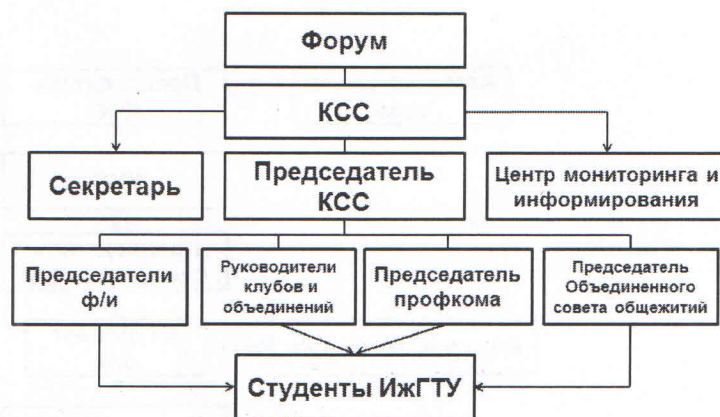 Форум
КСС
Секретарь
Председатель
КСС
Центр мониторинга и
информирования
Председатели
ф/и
Руководители
клубов и
объединений
Председатель
профкома
Председатель
Объединенного
совета общежитий
Студенты ИжГТУ